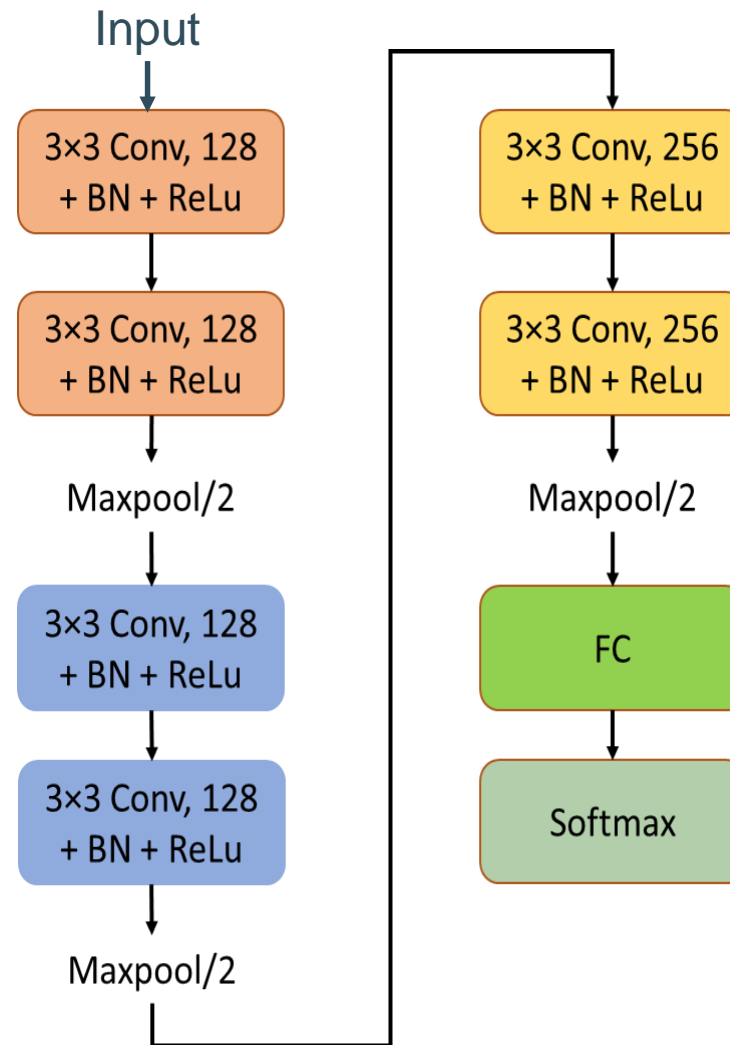 Input
3×3 Conv, 128
+ BN + ReLu
3×3 Conv, 128
+ BN + ReLu
Maxpool/2
3×3 Conv, 128
+ BN + ReLu
3×3 Conv, 128
+ BN + ReLu
Maxpool/2
3×3 Conv, 256
+ BN + ReLu
3×3 Conv, 256
+ BN + ReLu
Maxpool/2
FC
Softmax